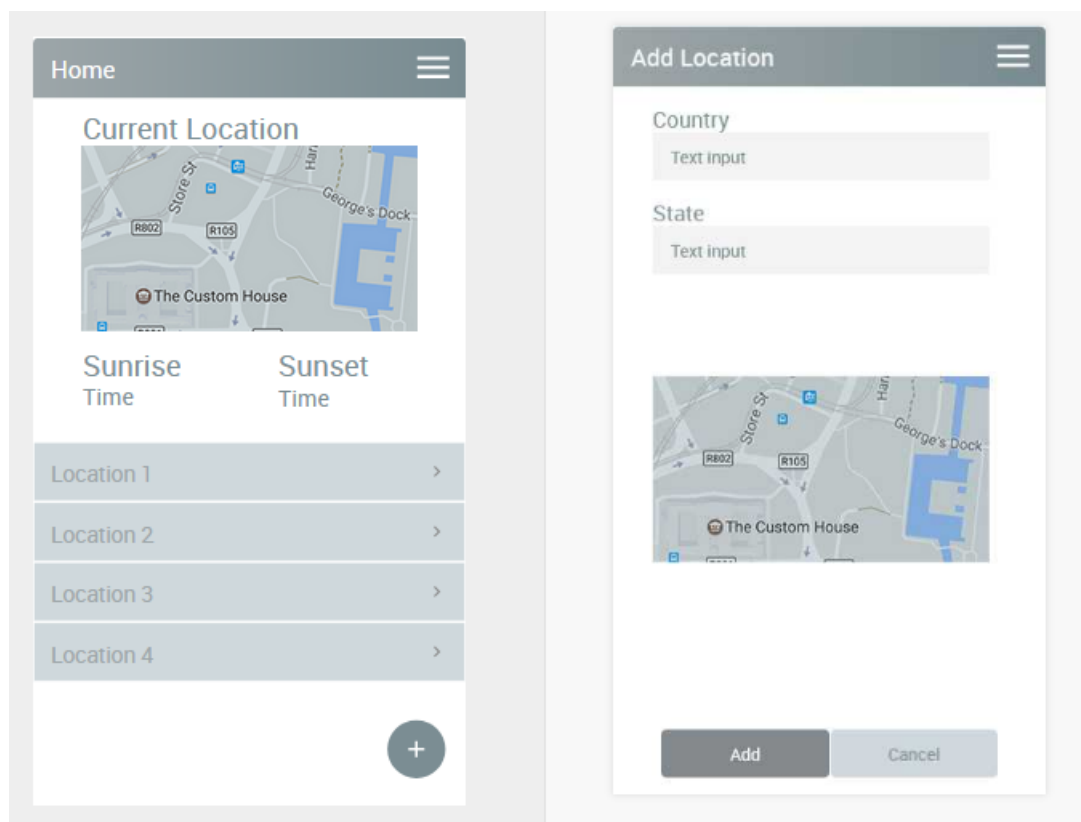 Home
Current Location
Store St
Har
George's Dock
R802
R105
The Custom House
Sunrise
Sunset
Time
Time
Location 1
Location 2
Location 3
Location 4
+
Add Location
Country
Text input
State
Text input
Store St
Har
George's Dock
R802
R105
The Custom House
Add
Cancel